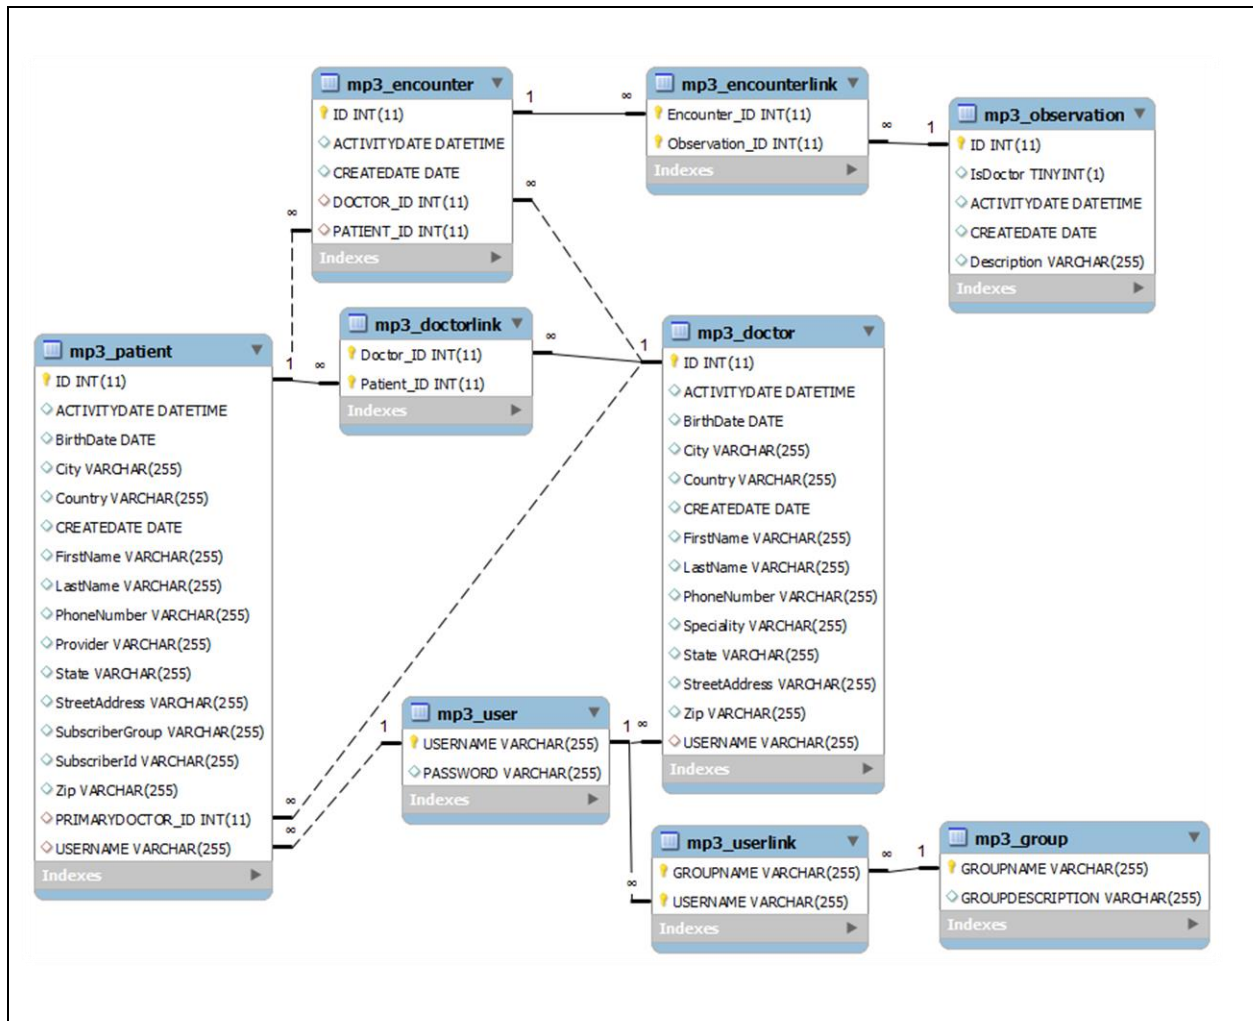 mp3_encounter
ID INT(11)
ACTIVITYDATE DATETIME
CREATEDATE DATE
DOCTOR_ID INT(11)
PATIENT_ID INT(11)
Indexes
1
∞
mp3_encounterlink
Encounter_ID INT(11)
Observation_ID INT(11)
Indexes
∞
1
mp3_observation
ID INT(11)
IsDoctor TINYINT(1)
ACTIVITYDATE DATETIME
CREATEDATE DATE
Description VARCHAR(255)
Indexes
∞
∞
mp3_doctorlink
Doctor_ID INT(11)
Patient_ID INT(11)
Indexes
∞
1
mp3_patient
ID INT(11)
ACTIVITYDATE DATETIME
BirthDate DATE
City VARCHAR(255)
Country VARCHAR(255)
CREATEDATE DATE
FirstName VARCHAR(255)
LastName VARCHAR(255)
PhoneNumber VARCHAR(255)
Provider VARCHAR(255)
State VARCHAR(255)
StreetAddress VARCHAR(255)
SubscriberGroup VARCHAR(255)
SubscriberId VARCHAR(255)
Zip VARCHAR(255)
PRIMARYDOCTOR_ID INT(11)
USERNAME VARCHAR(255)
Indexes
1
∞
∞
∞
mp3_doctor
ID INT(11)
ACTIVITYDATE DATETIME
BirthDate DATE
City VARCHAR(255)
Country VARCHAR(255)
CREATEDATE DATE
FirstName VARCHAR(255)
LastName VARCHAR(255)
PhoneNumber VARCHAR(255)
Speciality VARCHAR(255)
State VARCHAR(255)
StreetAddress VARCHAR(255)
Zip VARCHAR(255)
USERNAME VARCHAR(255)
Indexes
1
mp3_user
USERNAME VARCHAR(255)
PASSWORD VARCHAR(255)
Indexes
1 ∞
∞
mp3_userlink
GROUPNAME VARCHAR(255)
USERNAME VARCHAR(255)
Indexes
∞
1
mp3_group
GROUPNAME VARCHAR(255)
GROUPDESCRIPTION VARCHAR(255)
Indexes